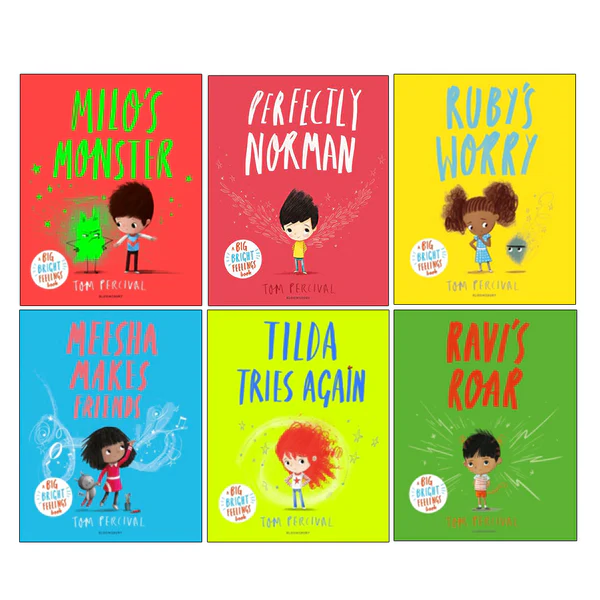 MILO'S
MONSTER
A
BIG
BRIGHT
FEELINGS
book
TOM PERCIVAL
BLOOMSBURY
PERFECTLY
NORMAN
A
BIG
BRIGHT
FEELINGS
book
TOM PERCIVAL
BLOOMSBURY
RUBY'S
WORRY
A
BIG
BRIGHT
FEELINGS
book
TOM PERCIVAL
BLOOMSBURY
MEESHA
MAKES
FRIENDS
A
BIG
BRIGHT
FEELINGS
book
TOM PERCIVAL
BLOOMSBURY
TILDA
TRIES AGAIN
A
BIG
BRIGHT
FEELINGS
book
TOM PERCIVAL
BLOOMSBURY
RAVI'S
ROAR
A
BIG
BRIGHT
FEELINGS
book
TOM PERCIVAL
BLOOMSBURY